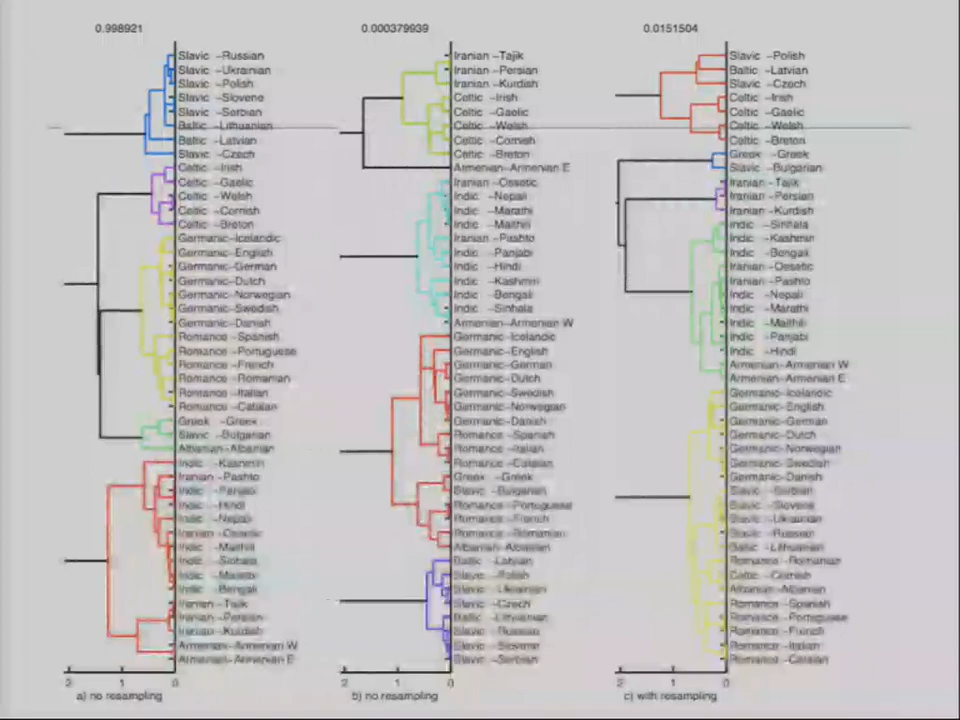 0.998921
Slavic -Russian
Slavic -Ukrainian
Slavic -Polish
Slavic -Slovene
Slavic -Serbian
Baltic -Lithuanian
Baltic -Latvian
Slavic -Czech
Celtic -Irish
Celtic -Gaelic
Celtic -Welsh
Celtic -Cornish
Celtic -Breton
Germanic-Icelandic
Germanic-English
Germanic-German
Germanic-Dutch
Germanic-Norwegian
Germanic-Swedish
Germanic-Danish
Romance -Spanish
Romance -Portuguese
Romance -French
Romance -Romanian
Romance -Italian
Romance -Catalan
Greek -Greek
Slavic -Bulgarian
Albanian-Albanian
Indic -Kashmiri
Iranian -Pashto
Indic -Panjabi
Indic -Hindi
Indic -Nepali
Iranian -Ossetic
Indic -Maithili
Indic -Sinhala
Indic -Marathi
Indic -Bengali
Iranian -Tajik
Iranian -Persian
Iranian -Kurdish
Armenian-Armenian W
Armenian-Armenian E
2 1 0
a) no resampling
0.000379939
Iranian -Tajik
Iranian -Persian
Iranian -Kurdish
Celtic -Irish
Celtic -Gaelic
Celtic -Welsh
Celtic -Cornish
Celtic -Breton
Armenian-Armenian E
Iranian -Ossetic
Indic -Nepali
Indic -Marathi
Indic -Maithili
Iranian -Pashto
Indic -Panjabi
Indic -Hindi
Indic -Kashmiri
Indic -Bengali
Indic -Sinhala
Armenian-Armenian W
Germanic-Icelandic
Germanic-English
Germanic-German
Germanic-Dutch
Germanic-Swedish
Germanic-Norwegian
Germanic-Danish
Romance -Spanish
Romance -Italian
Romance -Catalan
Greek -Greek
Slavic -Bulgarian
Romance -Portuguese
Romance -French
Romance -Romanian
Albanian-Albanian
Baltic -Latvian
Slavic -Polish
Slavic -Ukrainian
Slavic -Czech
Baltic -Lithuanian
Slavic -Russian
Slavic -Slovene
Slavic -Serbian
2 1 0
b) no resampling
0.0151504
Slavic -Polish
Baltic -Latvian
Slavic -Czech
Celtic -Irish
Celtic -Gaelic
Celtic -Welsh
Celtic -Breton
Greek -Greek
Slavic -Bulgarian
Iranian -Tajik
Iranian -Persian
Iranian -Kurdish
Indic -Sinhala
Indic -Kashmiri
Indic -Bengali
Iranian -Ossetic
Iranian -Pashto
Indic -Nepali
Indic -Marathi
Indic -Maithili
Indic -Panjabi
Indic -Hindi
Armenian-Armenian W
Armenian-Armenian E
Germanic-Icelandic
Germanic-English
Germanic-German
Germanic-Dutch
Germanic-Norwegian
Germanic-Swedish
Germanic-Danish
Slavic -Serbian
Slavic -Slovene
Slavic -Ukrainian
Slavic -Russian
Baltic -Lithuanian
Romance -Romanian
Celtic -Cornish
Albanian-Albanian
Romance -Spanish
Romance -Portuguese
Romance -French
Romance -Italian
Romance -Catalan
2 1 0
c) with resampling